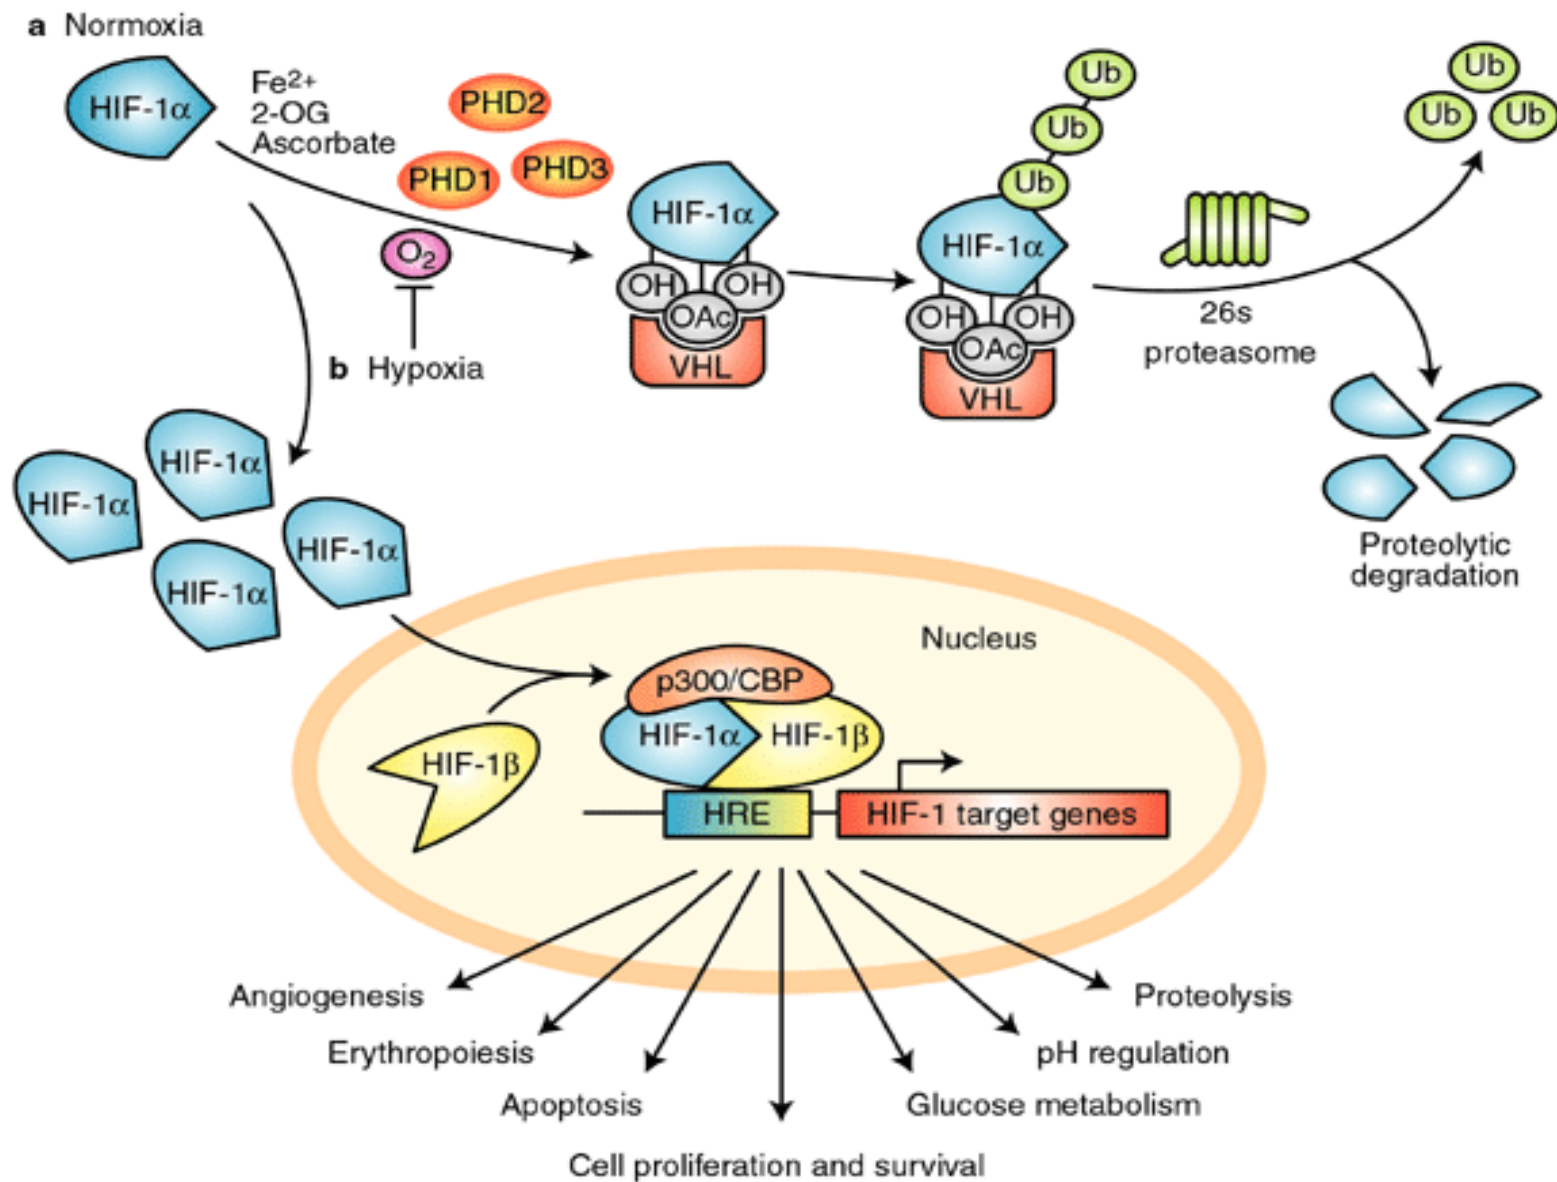 a Normoxia
HIF-1α
Fe²⁺
2-OG
Ascorbate
PHD2
PHD1
PHD3
O₂
HIF-1α
OH
OH
OAc
VHL
Ub
Ub
Ub
HIF-1α
OH
OH
OAc
VHL
26s
proteasome
Ub
Ub
Ub
Proteolytic
degradation
b Hypoxia
HIF-1α
HIF-1α
HIF-1α
HIF-1α
Nucleus
p300/CBP
HIF-1α
HIF-1β
HIF-1β
HRE
HIF-1 target genes
Angiogenesis
Erythropoiesis
Apoptosis
Cell proliferation and survival
Glucose metabolism
pH regulation
Proteolysis